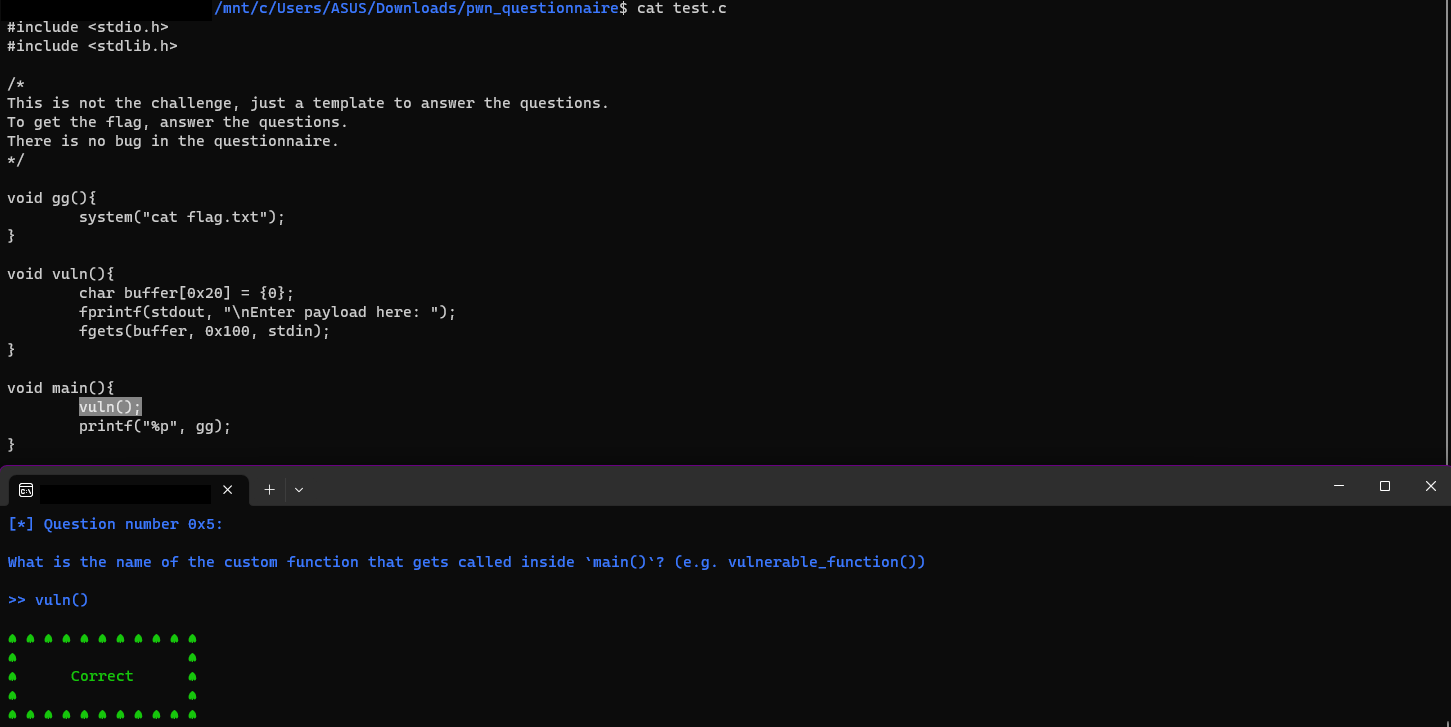 /mnt/c/Users/ASUS/Downloads/pwn_questionnaire$ cat test.c
#include <stdio.h>
#include <stdlib.h>
/*
This is not the challenge, just a template to answer the questions.
To get the flag, answer the questions.
There is no bug in the questionnaire.
*/
void gg(){
        system("cat flag.txt");
}
void vuln(){
        char buffer[0x20] = {0};
        fprintf(stdout, "\nEnter payload here: ");
        fgets(buffer, 0x100, stdin);
}
void main(){
        vuln();
        printf("%p", gg);
}
[*] Question number 0x5:
What is the name of the custom function that gets called inside `main()`? (e.g. vulnerable_function())
>> vuln()
♠ ♠ ♠ ♠ ♠ ♠ ♠ ♠ ♠ ♠ ♠
♠                   ♠
♠      Correct      ♠
♠                   ♠
♠ ♠ ♠ ♠ ♠ ♠ ♠ ♠ ♠ ♠ ♠